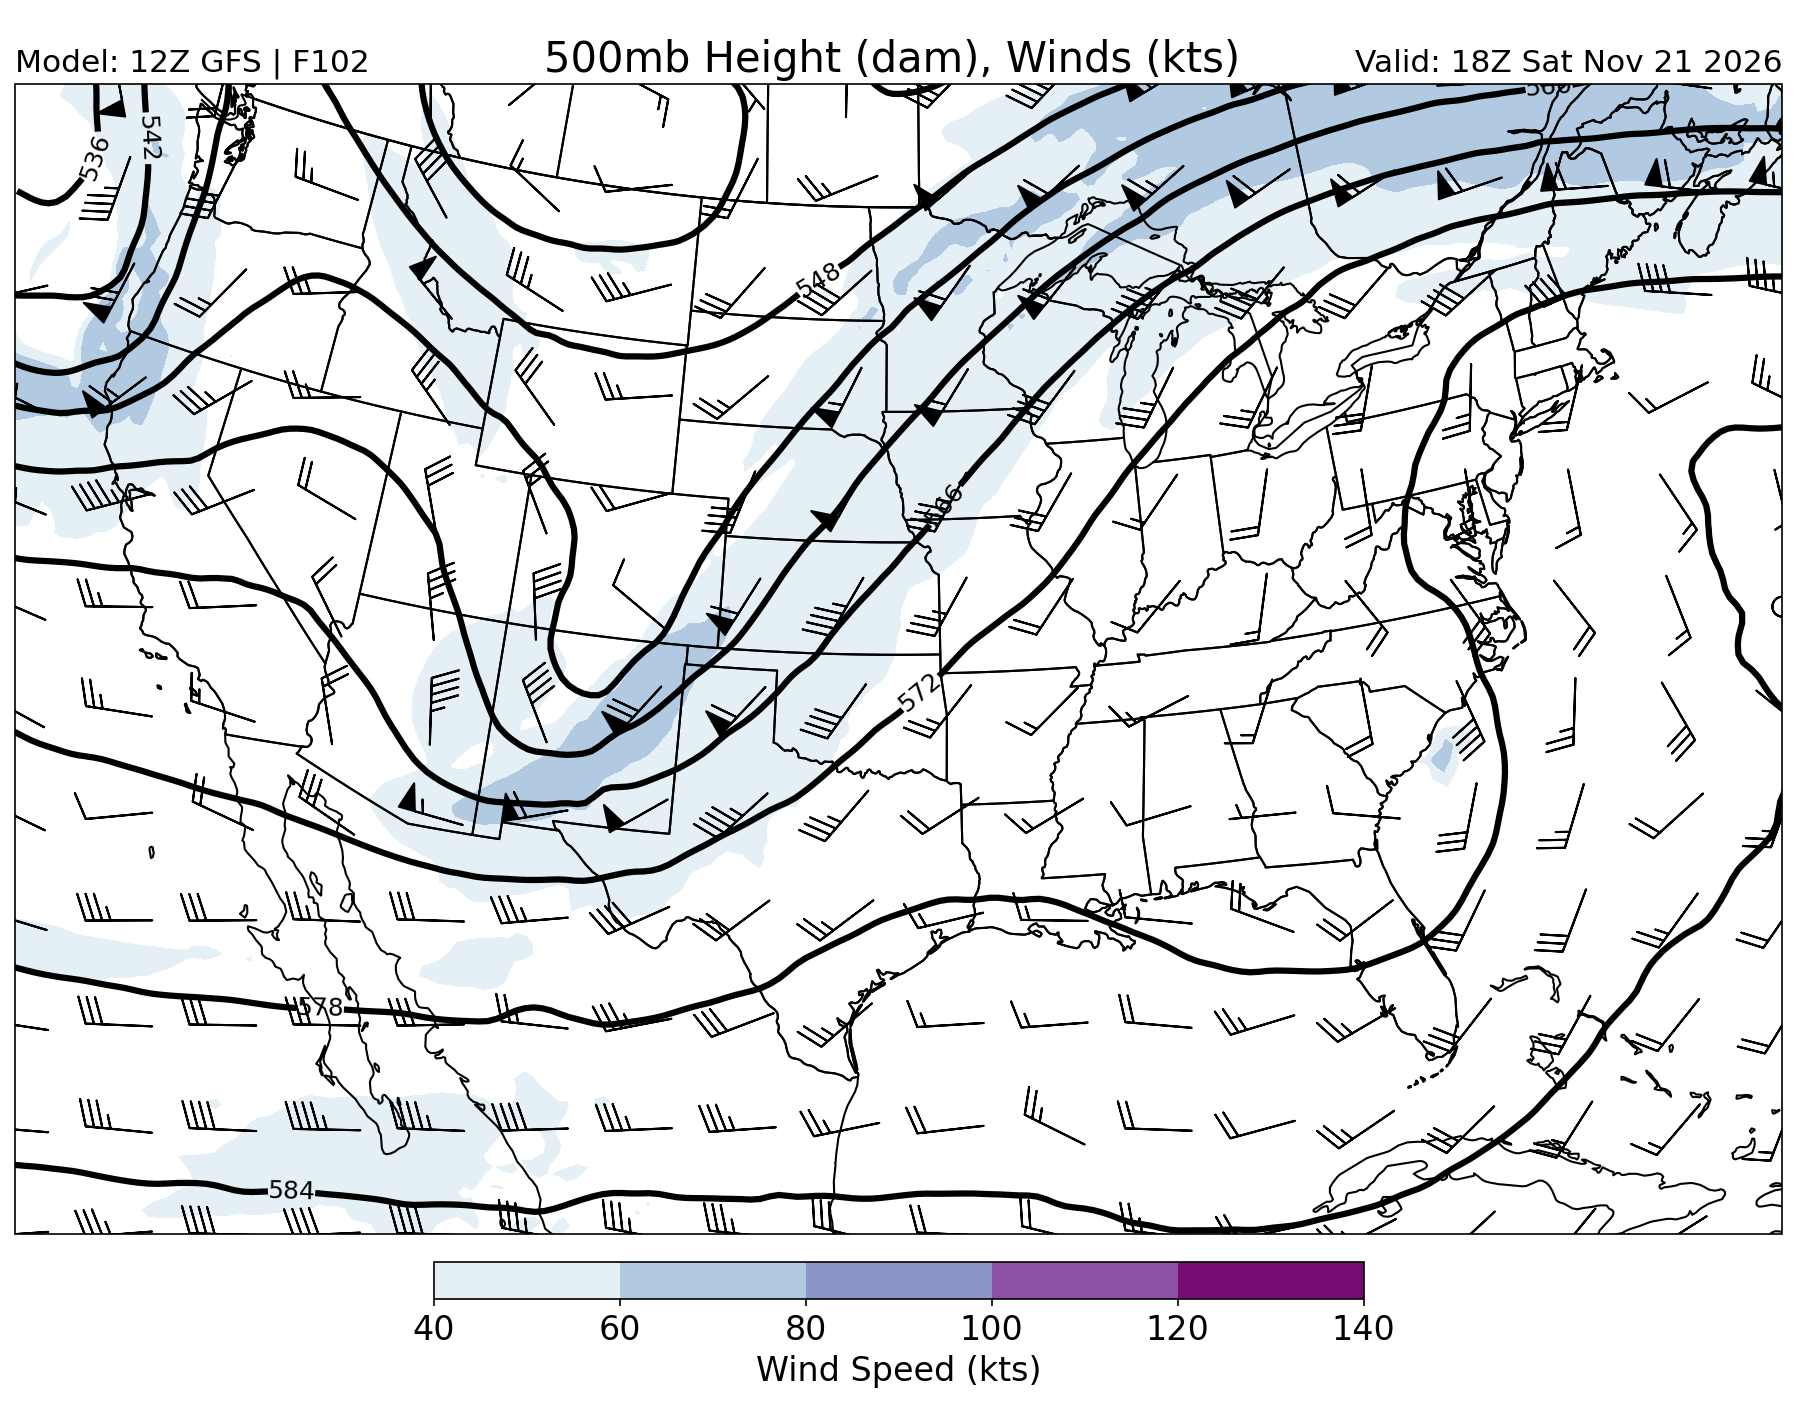 Model: 12Z GFS | F102
500mb Height (dam), Winds (kts)
Valid: 18Z Sat Nov 21 2026
536
542
548
566
572
578
584
40 60 80 100 120 140
Wind Speed (kts)